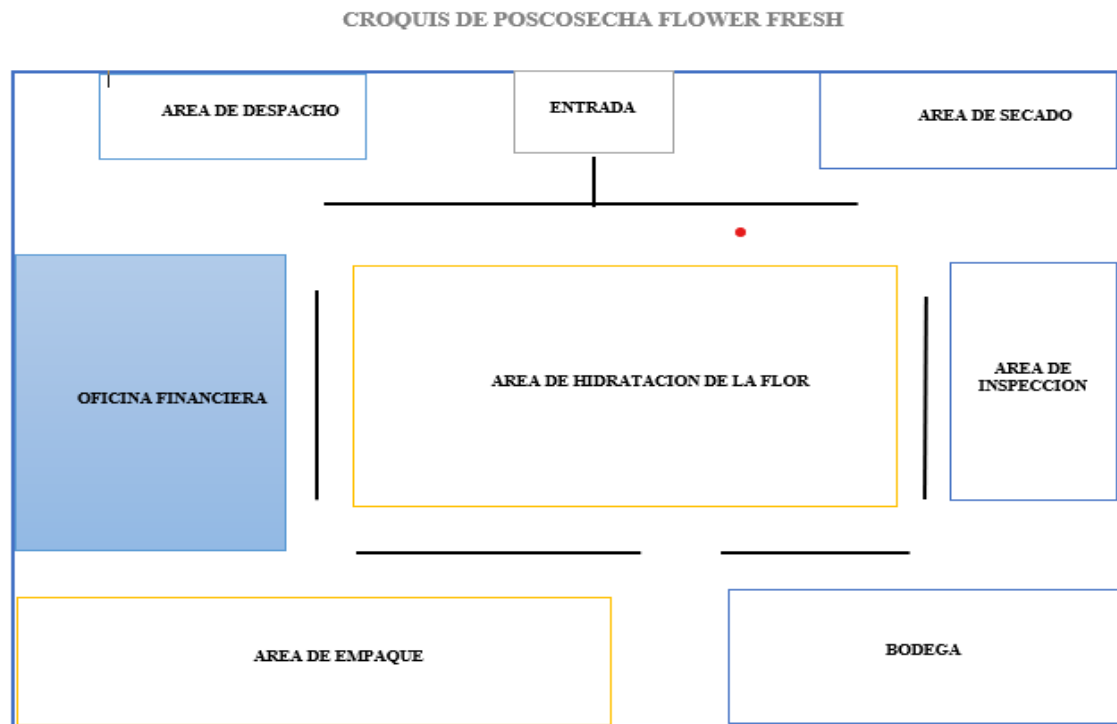 CROQUIS DE POSCOSECHA FLOWER FRESH
AREA DE DESPACHO
ENTRADA
AREA DE SECADO
OFICINA FINANCIERA
AREA DE HIDRATACION DE LA FLOR
AREA DE
INSPECCION
AREA DE EMPAQUE
BODEGA